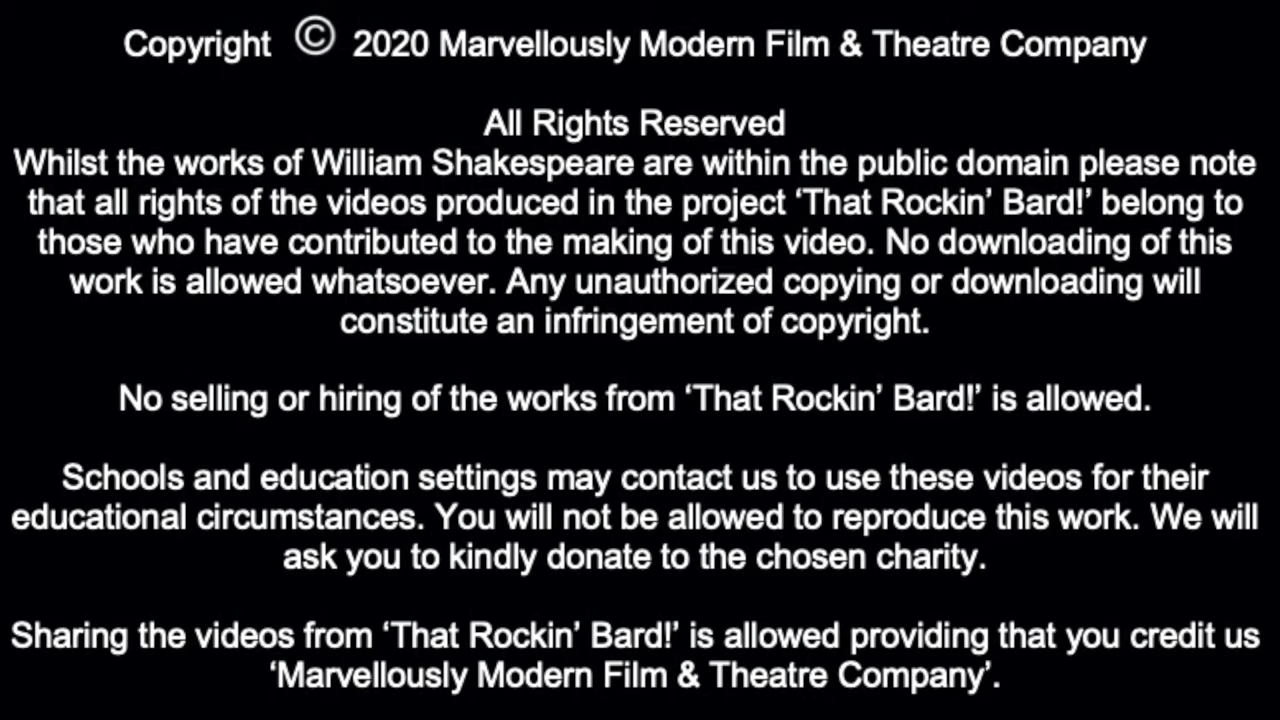 Copyright © 2020 Marvellously Modern Film & Theatre Company
All Rights Reserved
Whilst the works of William Shakespeare are within the public domain please note
that all rights of the videos produced in the project ‘That Rockin’ Bard!’ belong to
those who have contributed to the making of this video. No downloading of this
work is allowed whatsoever. Any unauthorized copying or downloading will
constitute an infringement of copyright.
No selling or hiring of the works from ‘That Rockin’ Bard!’ is allowed.
Schools and education settings may contact us to use these videos for their
educational circumstances. You will not be allowed to reproduce this work. We will
ask you to kindly donate to the chosen charity.
Sharing the videos from ‘That Rockin’ Bard!’ is allowed providing that you credit us
‘Marvellously Modern Film & Theatre Company’.